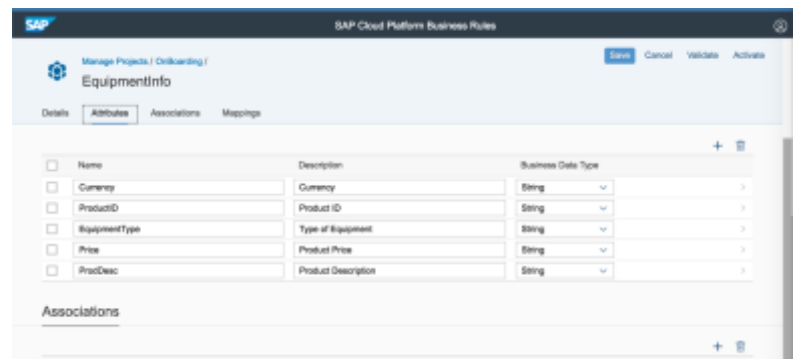 SAP SAP Cloud Platform Business Rules
Manage Projects / OnBoarding / Save Cancel Validate Activate
EquipmentInfo
Details Attributes Associations Mappings
Name Description Business Data Type
Currency Currency String
ProductID Product ID String
EquipmentType Type of Equipment String
Price Product Price String
ProdDesc Product Description String
Associations